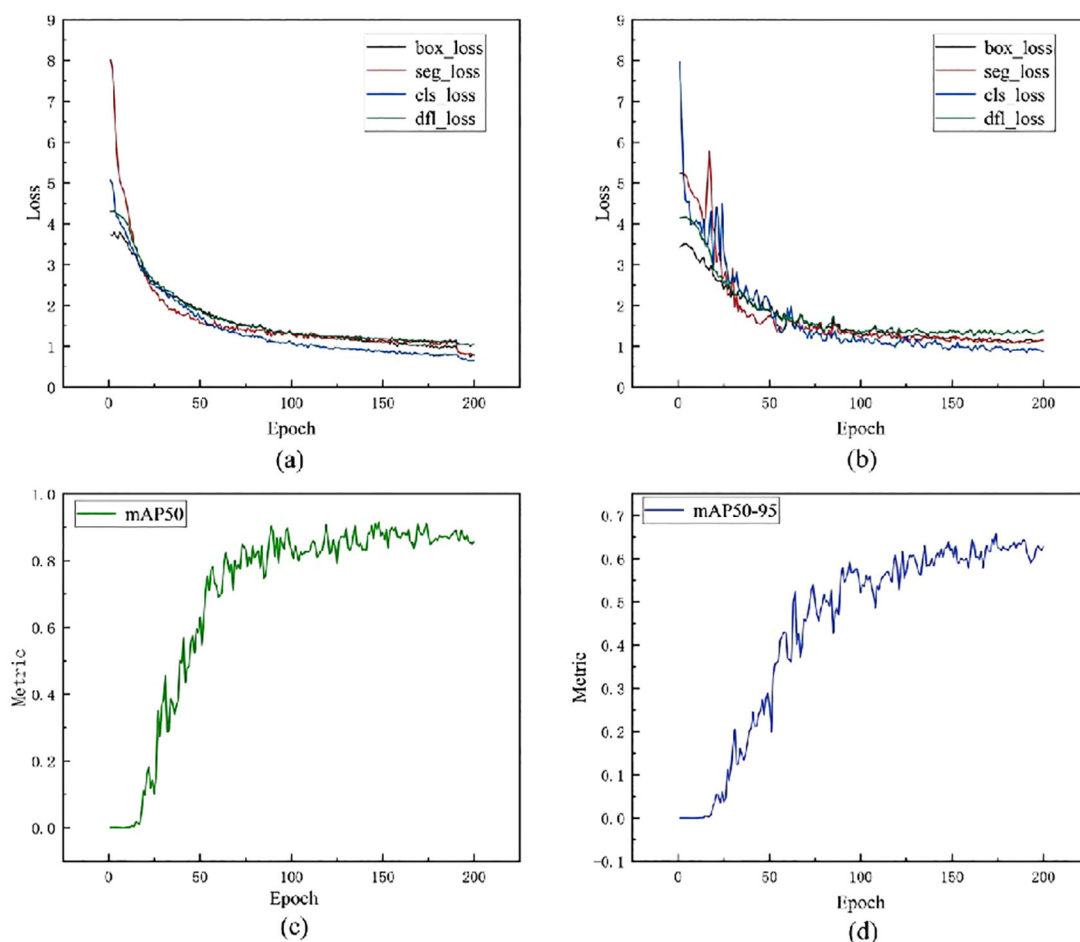 9
8
7
6
5
4
3
2
1
0
Loss
box_loss
seg_loss
cls_loss
dfl_loss
0 50 100 150 200
Epoch
(a)
9
8
7
6
5
4
3
2
1
0
Loss
box_loss
seg_loss
cls_loss
dfl_loss
0 50 100 150 200
Epoch
(b)
1.0
0.8
0.6
0.4
0.2
0.0
Metric
mAP50
0 50 100 150 200
Epoch
(c)
0.7
0.6
0.5
0.4
0.3
0.2
0.1
0.0
-0.1
Metric
mAP50-95
0 50 100 150 200
Epoch
(d)